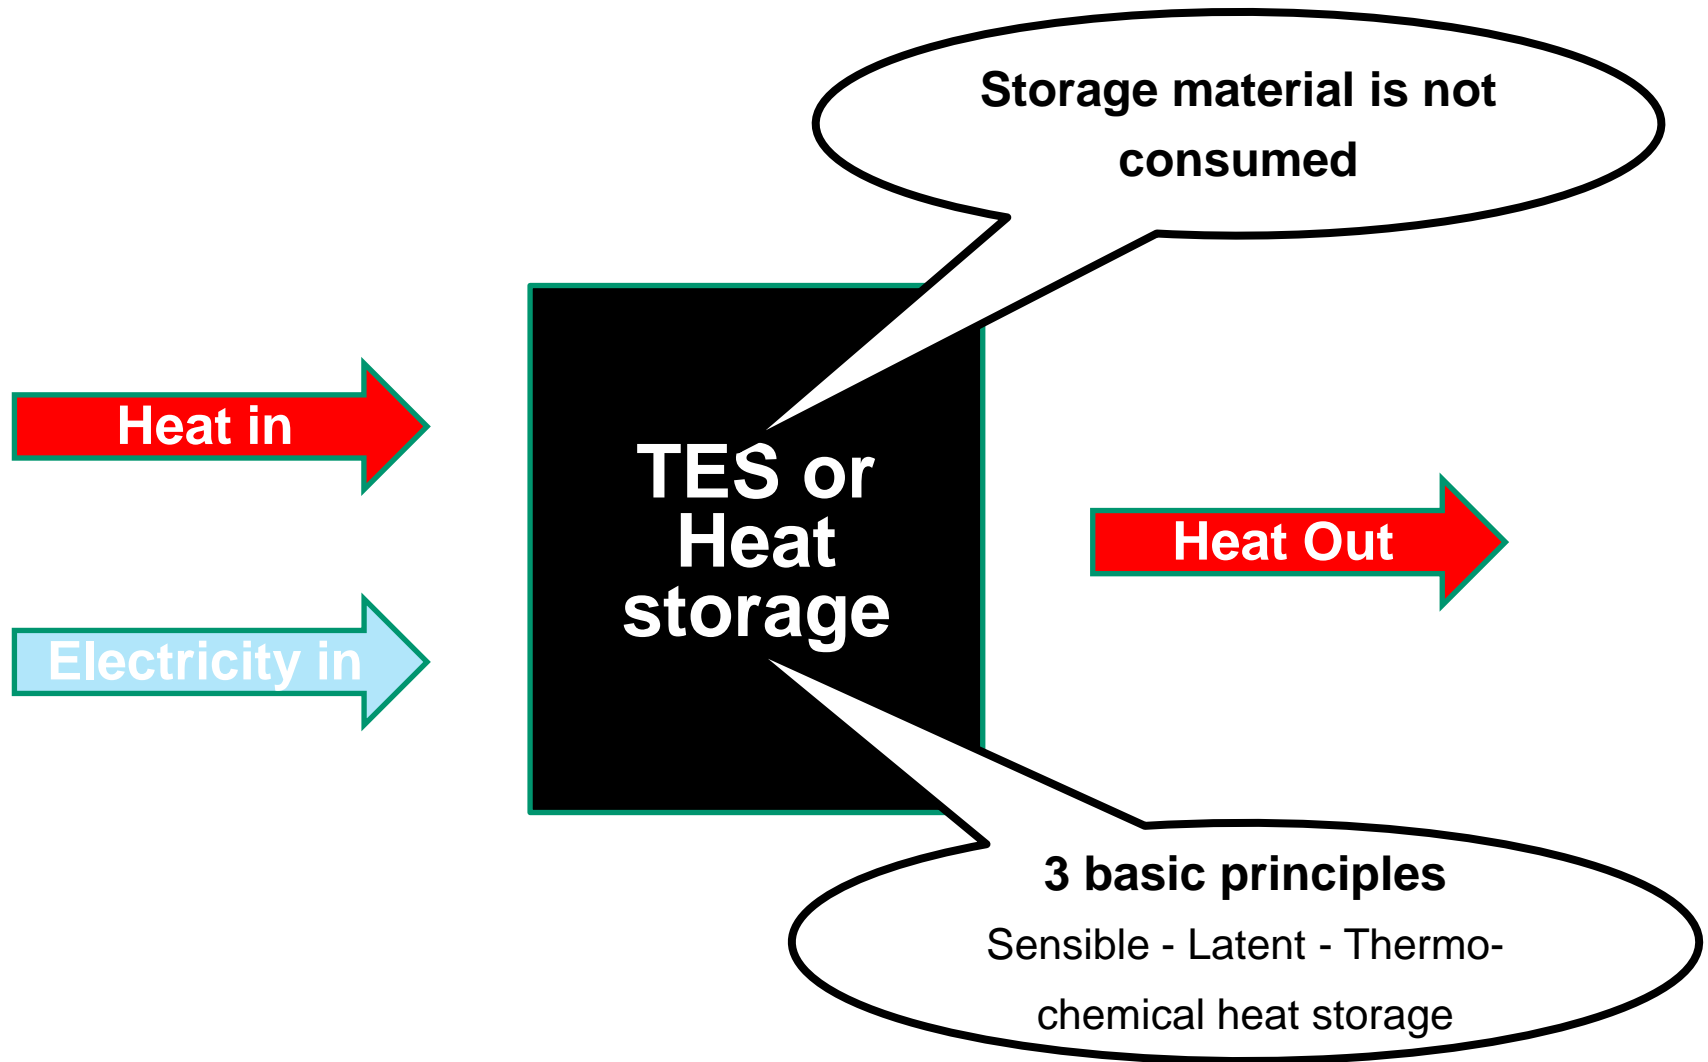 Storage material is not
consumed
Heat in
TES or
Heat
storage
Heat Out
Electricity in
3 basic principles
Sensible - Latent - Thermo-
chemical heat storage